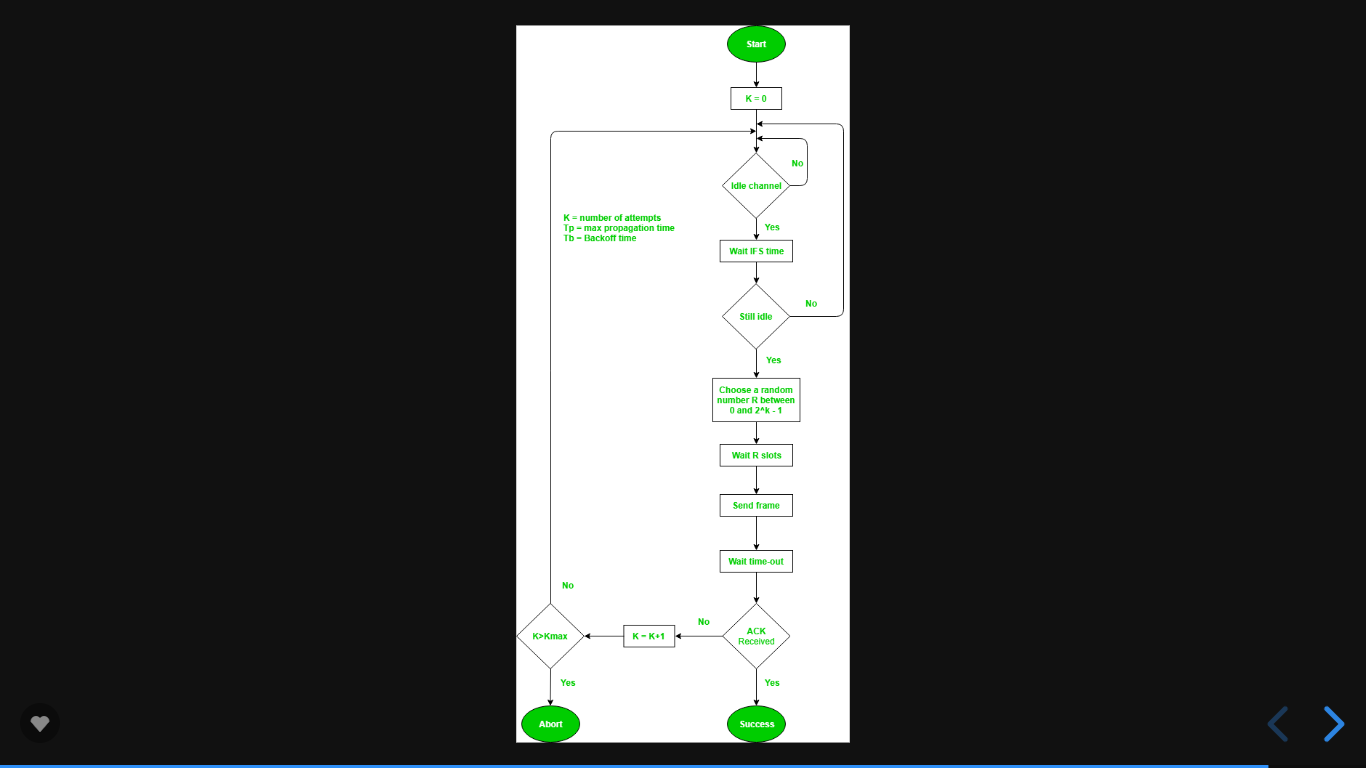 Start
K = 0
No
Idle channel
K = number of attempts
Tp = max propagation time
Tb = Backoff time
Yes
Wait IFS time
No
Still idle
Yes
Choose a random
number R between
0 and 2^k - 1
Wait R slots
Send frame
Wait time-out
No
K>Kmax
K = K+1
No
ACK
Received
Yes
Yes
Abort
Success